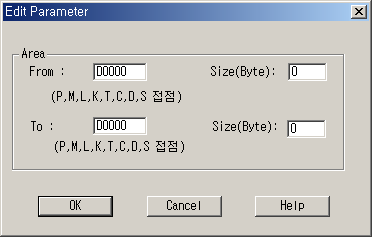 Edit Parameter
Area
From : D0000 Size(Byte): 0
(P,M,L,K,T,C,D,S 접점)
To : D0000 Size(Byte): 0
(P,M,L,K,T,C,D,S 접점)
OK Cancel Help